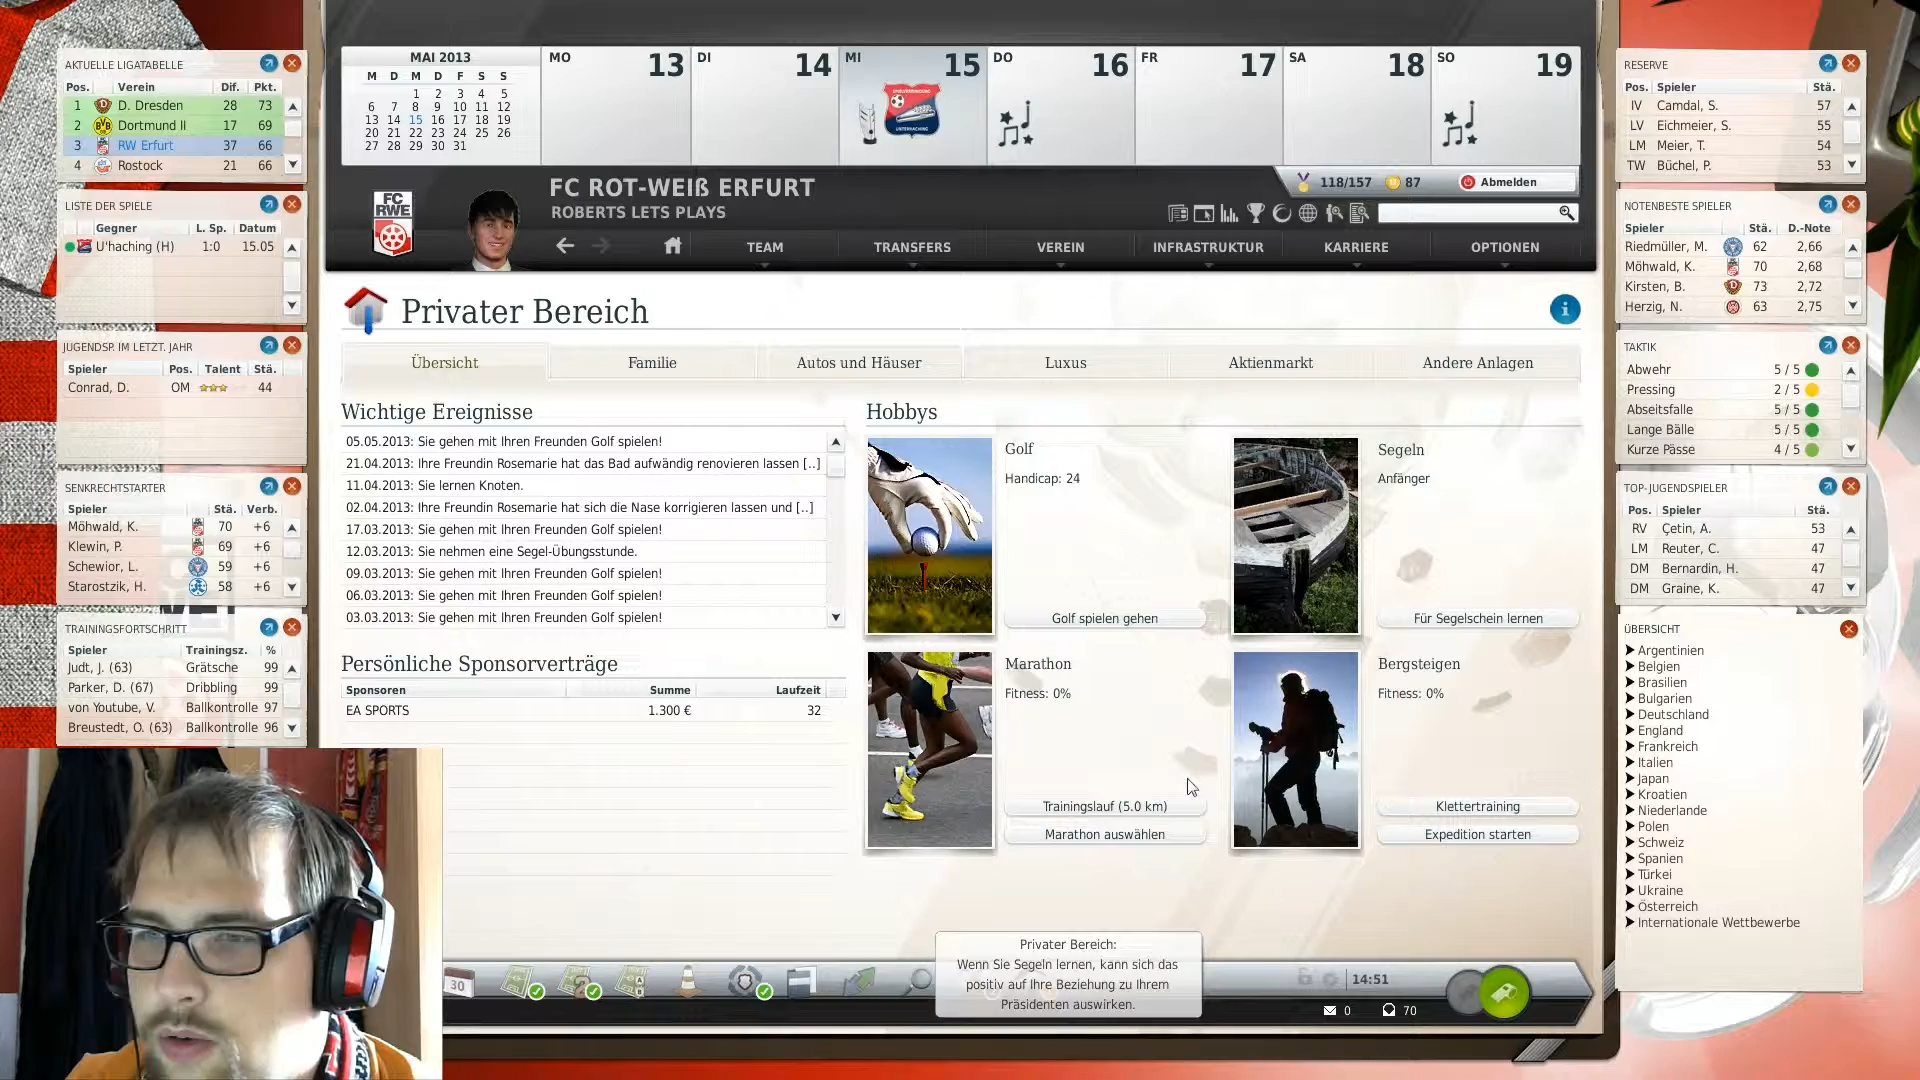 AKTUELLE LIGATABELLE
Pos. Verein Dif. Pkt.
1 D. Dresden 28 73
2 Dortmund II 17 69
3 RW Erfurt 37 66
4 Rostock 21 66
LISTE DER SPIELE
Gegner L. Sp. Datum
U'haching (H) 1:0 15.05
JUGENDSP. IM LETZT. JAHR
Spieler Pos. Talent Stä.
Conrad, D. OM 44
SENKRECHTSTARTER
Spieler Stä. Verb.
Möhwald, K. 70 +6
Klewin, P. 69 +6
Schewior, L. 59 +6
Starostzik, H. 58 +6
TRAININGSFORTSCHRITT
Spieler Trainingsz. %
Judt, J. (63) Grätsche 99
Parker, D. (67) Dribbling 99
von Youtube, V. Ballkontrolle 97
Breustedt, O. (63) Ballkontrolle 96
MAI 2013
M D M D F S S
1 2 3 4 5
6 7 8 9 10 11 12
13 14 15 16 17 18 19
20 21 22 23 24 25 26
27 28 29 30 31
MO 13
DI 14
MI 15
DO 16
FR 17
SA 18
SO 19
FC RWE
FC ROT-WEIß ERFURT
ROBERTS LETS PLAYS
118/157 87 Abmelden
TEAM TRANSFERS VEREIN INFRASTRUKTUR KARRIERE OPTIONEN
Privater Bereich
Übersicht Familie Autos und Häuser Luxus Aktienmarkt Andere Anlagen
Wichtige Ereignisse
05.05.2013: Sie gehen mit Ihren Freunden Golf spielen!
21.04.2013: Ihre Freundin Rosemarie hat das Bad aufwändig renovieren lassen [..]
11.04.2013: Sie lernen Knoten.
02.04.2013: Ihre Freundin Rosemarie hat sich die Nase korrigieren lassen und [..]
17.03.2013: Sie gehen mit Ihren Freunden Golf spielen!
12.03.2013: Sie nehmen eine Segel-Übungsstunde.
09.03.2013: Sie gehen mit Ihren Freunden Golf spielen!
06.03.2013: Sie gehen mit Ihren Freunden Golf spielen!
03.03.2013: Sie gehen mit Ihren Freunden Golf spielen!
Persönliche Sponsorverträge
Sponsoren Summe Laufzeit
EA SPORTS 1.300 € 32
Hobbys
Golf
Handicap: 24
Golf spielen gehen
Segeln
Anfänger
Für Segelschein lernen
Marathon
Fitness: 0%
Trainingslauf (5.0 km)
Marathon auswählen
Bergsteigen
Fitness: 0%
Klettertraining
Expedition starten
Privater Bereich:
Wenn Sie Segeln lernen, kann sich das
positiv auf Ihre Beziehung zu Ihrem
Präsidenten auswirken.
30
14:51
0 70
RESERVE
Pos. Spieler Stä.
IV Camdal, S. 57
LV Eichmeier, S. 55
LM Meier, T. 54
TW Büchel, P. 53
NOTENBESTE SPIELER
Spieler Stä. D.-Note
Riedmüller, M. 62 2,66
Möhwald, K. 70 2,68
Kirsten, B. 73 2,72
Herzig, N. 63 2,75
TAKTIK
Abwehr 5 / 5
Pressing 2 / 5
Abseitsfalle 5 / 5
Lange Bälle 5 / 5
Kurze Pässe 4 / 5
TOP-JUGENDSPIELER
Pos. Spieler Stä.
RV Çetin, A. 53
LM Reuter, C. 47
DM Bernardin, H. 47
DM Graine, K. 47
ÜBERSICHT
Argentinien
Belgien
Brasilien
Bulgarien
Deutschland
England
Frankreich
Italien
Japan
Kroatien
Niederlande
Polen
Schweiz
Spanien
Türkei
Ukraine
Österreich
Internationale Wettbewerbe